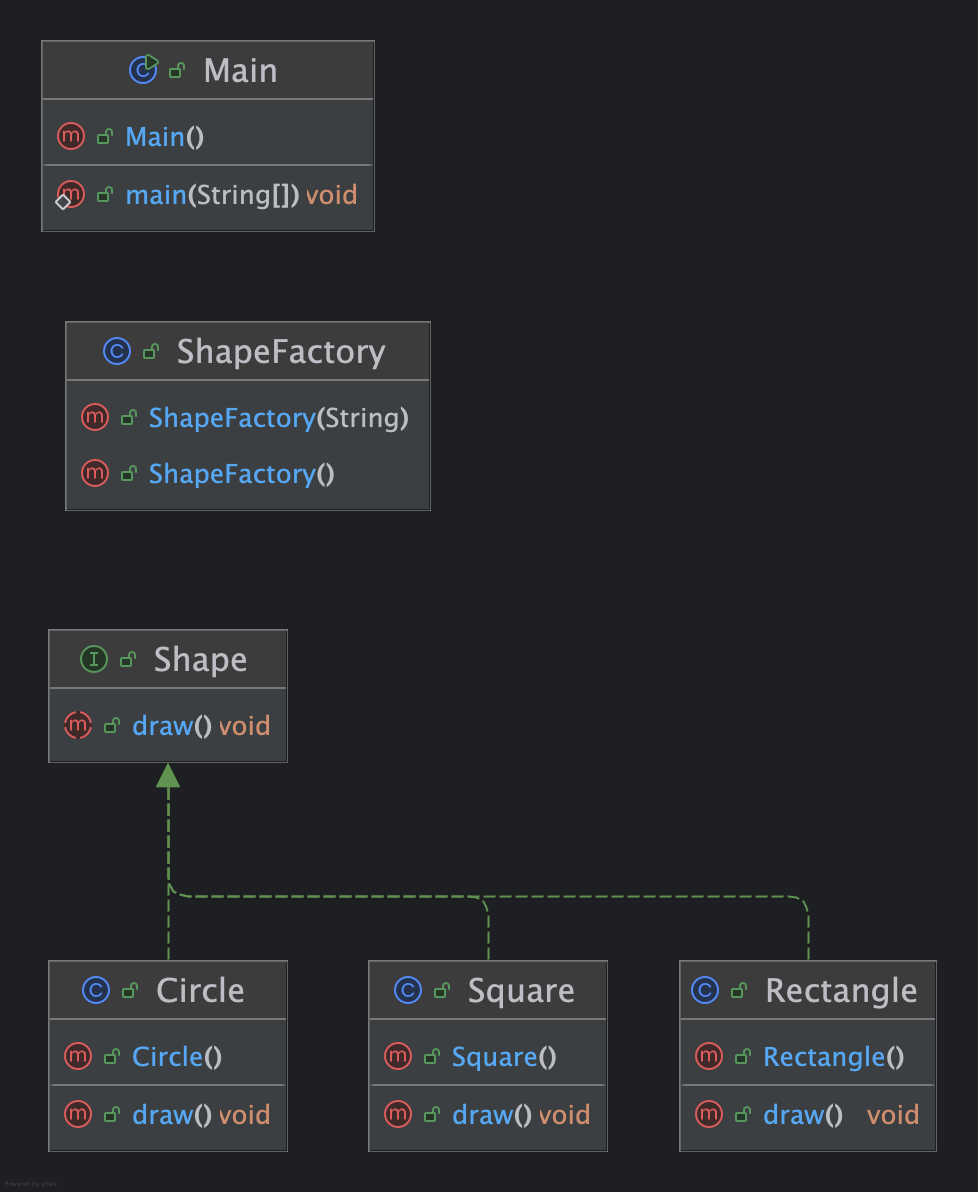 Main
Main()
main(String[]) void
ShapeFactory
ShapeFactory(String)
ShapeFactory()
Shape
draw() void
Circle
Circle()
draw() void
Square
Square()
draw() void
Rectangle
Rectangle()
draw() void
Powered by yFiles